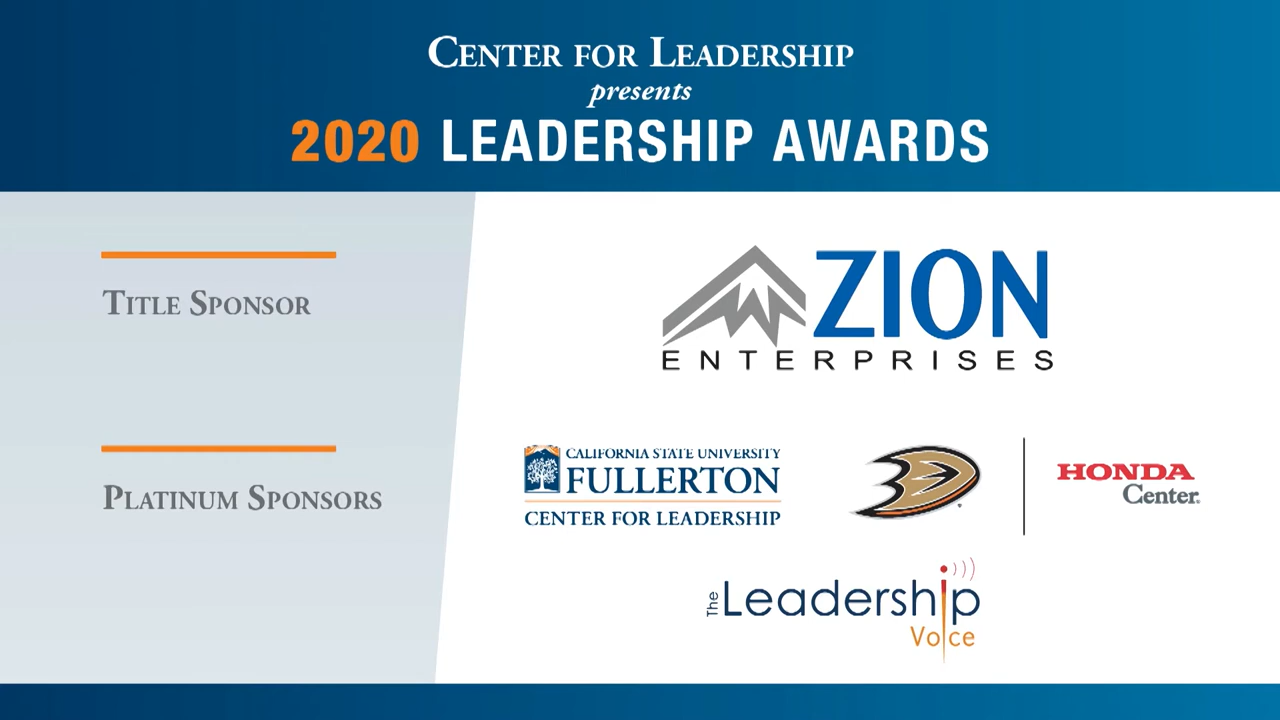 CENTER FOR LEADERSHIP
presents
2020 LEADERSHIP AWARDS
TITLE SPONSOR
ZION
ENTERPRISES
PLATINUM SPONSORS
CALIFORNIA STATE UNIVERSITY
FULLERTON
CENTER FOR LEADERSHIP
HONDA
Center®
The Leadership
Voice